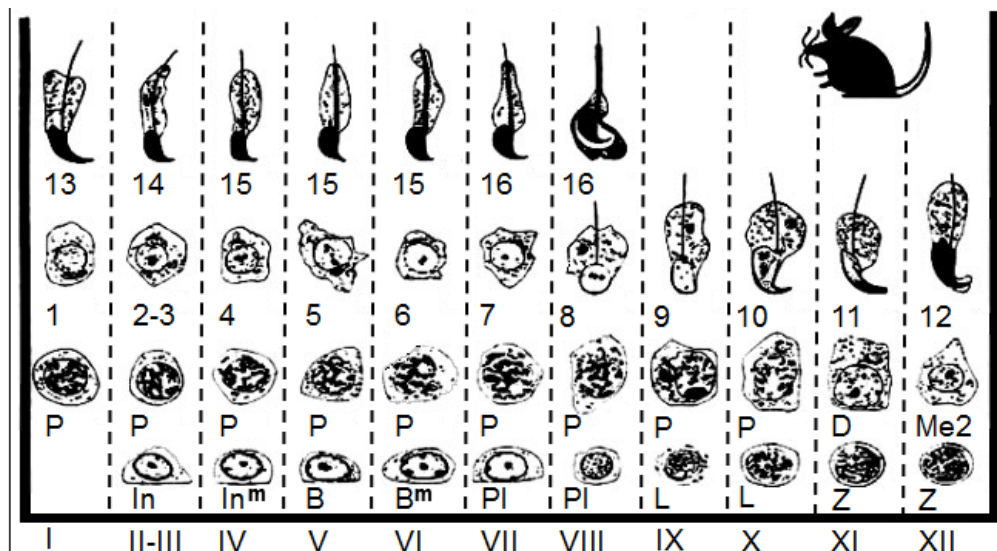 13 14 15 15 15 16 16
1 2-3 4 5 6 7 8 9 10 11 12
P P P P P P P P P D Me2
In Inᵐ B Bᵐ Pl Pl L L Z Z
I II-III IV V VI VII VIII IX X XI XII